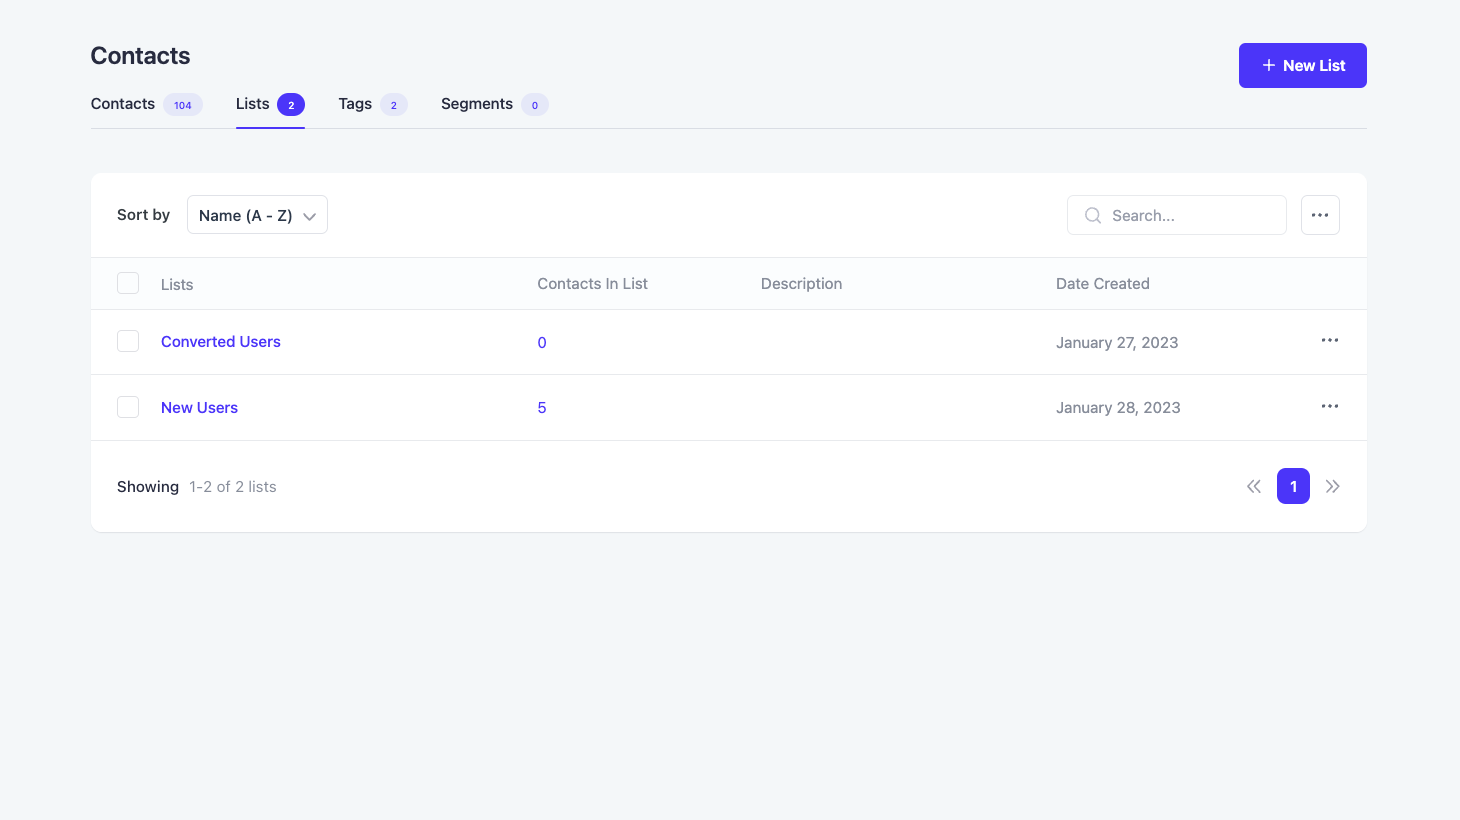 Contacts
+ New List
Contacts 104 Lists 2 Tags 2 Segments 0
Sort by Name (A - Z) Search...
Lists Contacts In List Description Date Created
Converted Users 0 January 27, 2023
New Users 5 January 28, 2023
Showing 1-2 of 2 lists 1